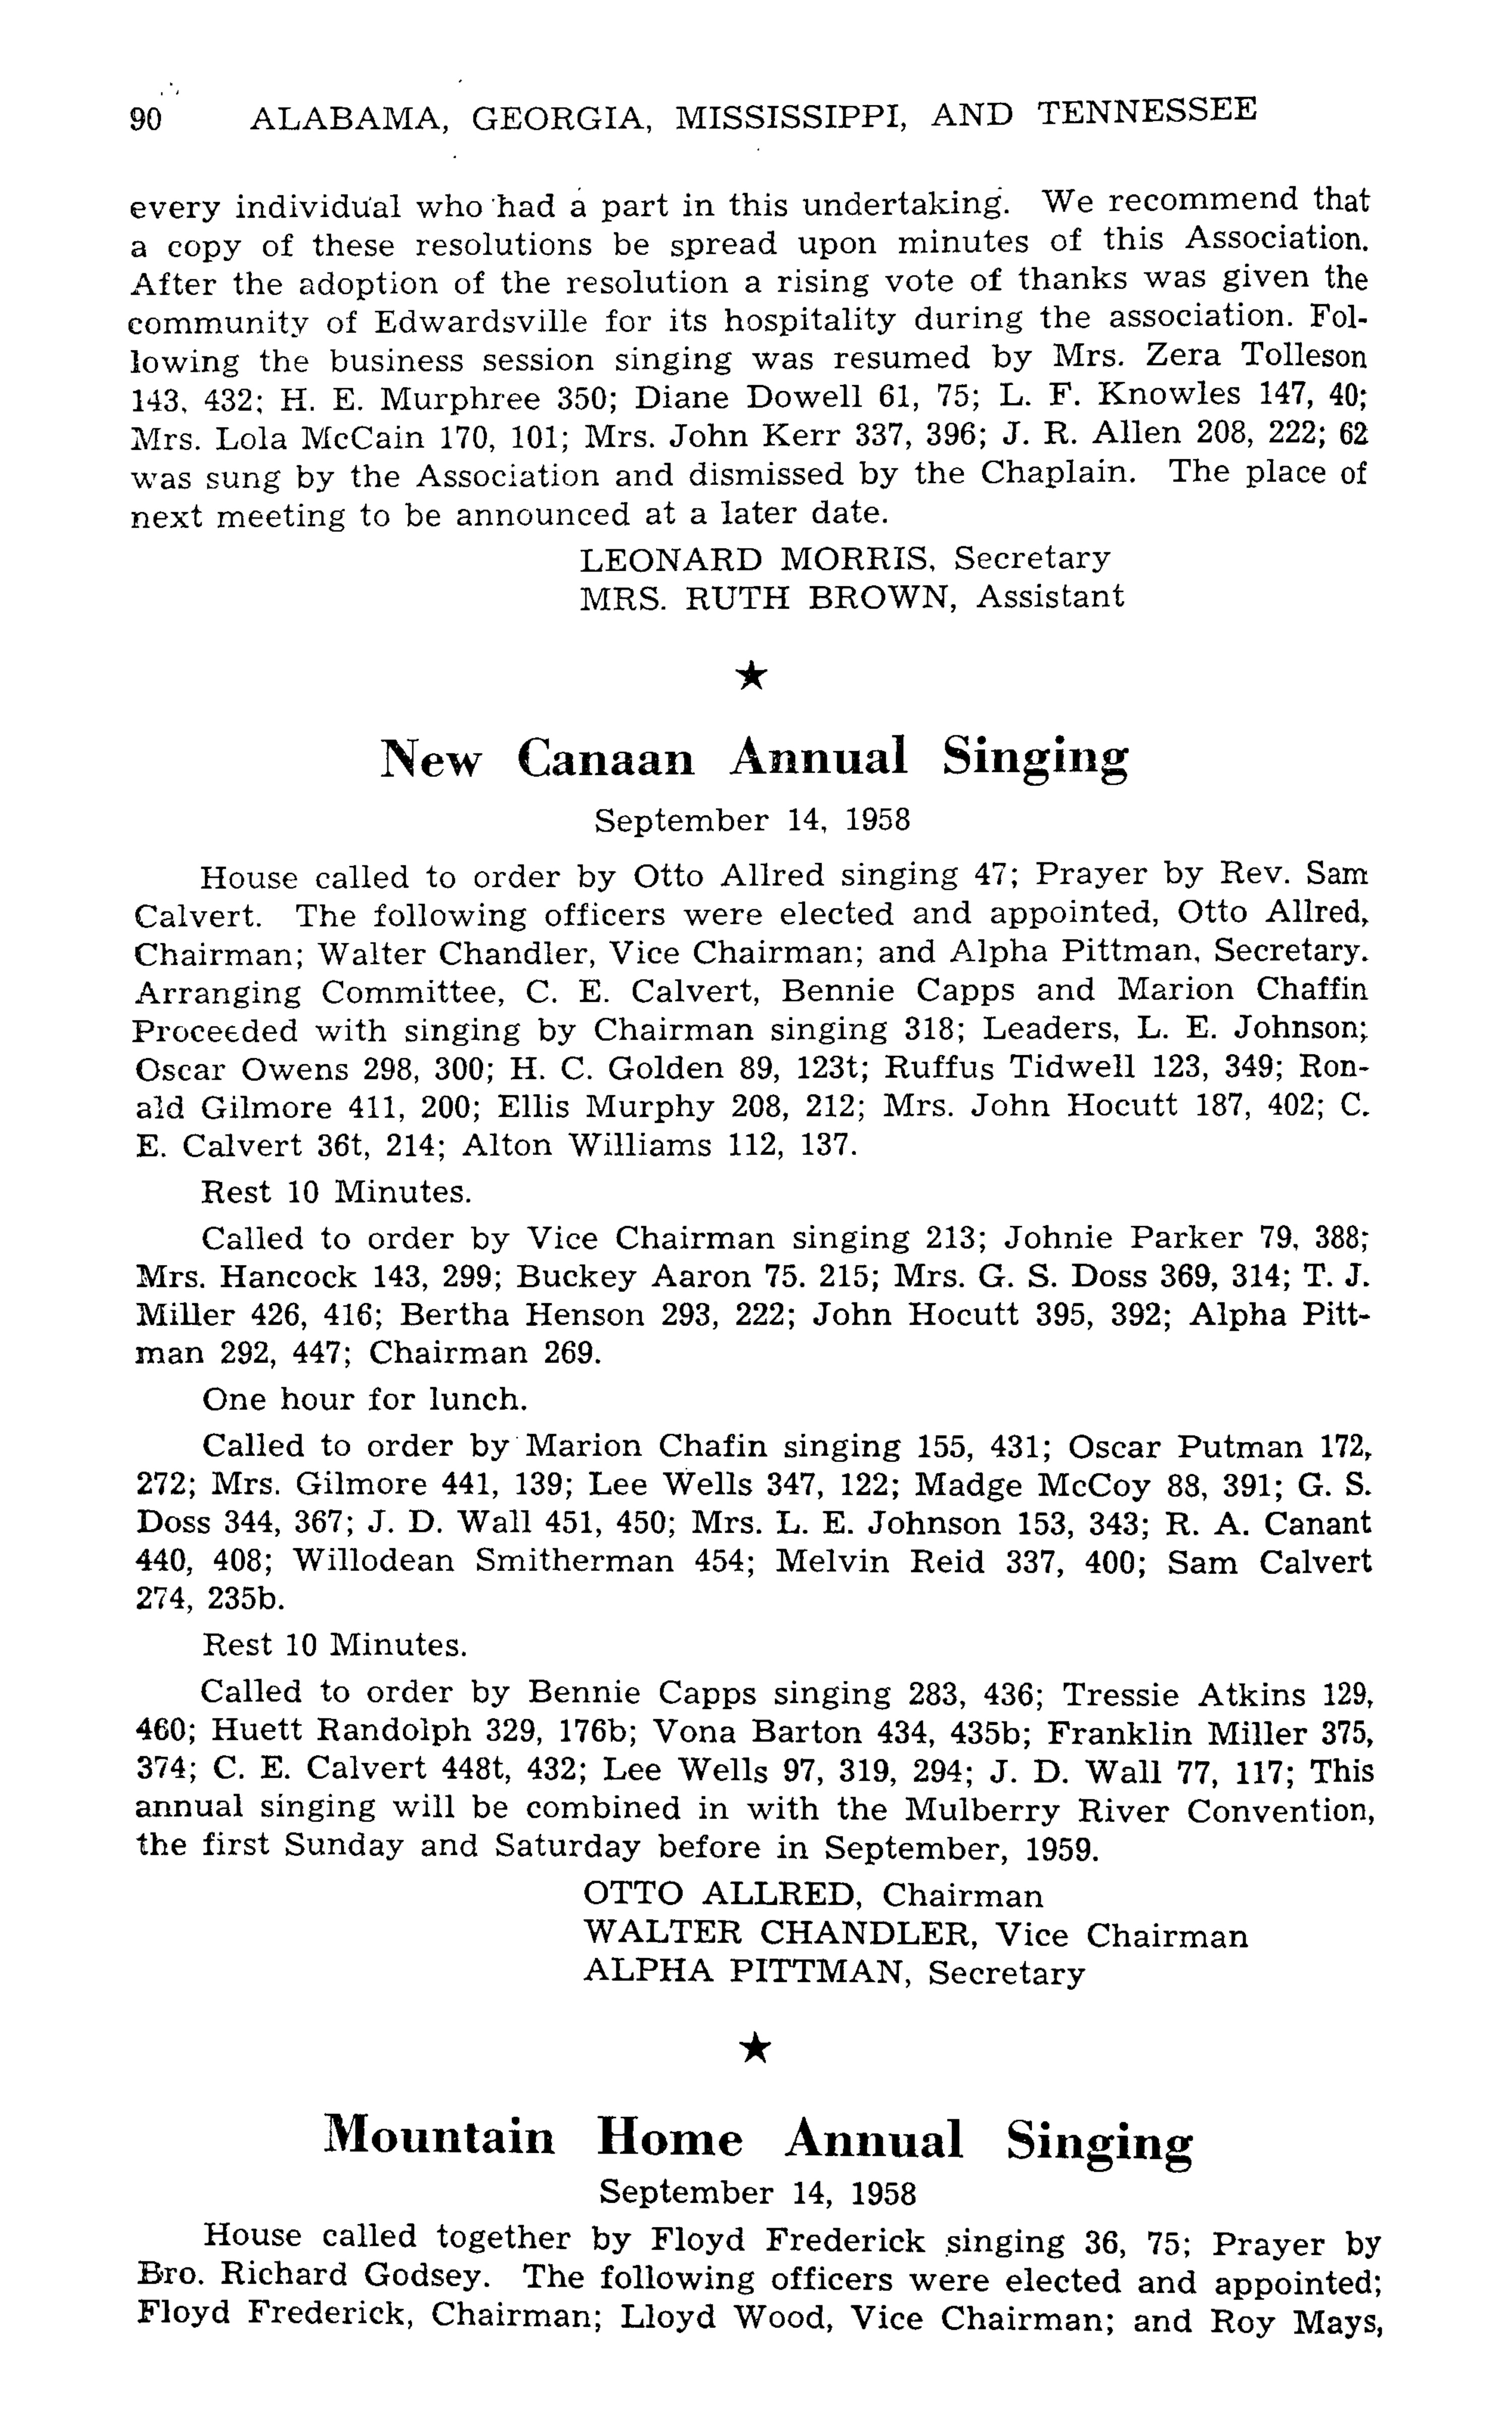 90 ALABAMA, GEORGIA, MISSISSIPPI, AND TENNESSEE
every individual who had a part in this undertaking. We recommend that
a copy of these resolutions be spread upon minutes of this Association.
After the adoption of the resolution a rising vote of thanks was given the
community of Edwardsville for its hospitality during the association. Fol-
lowing the business session singing was resumed by Mrs. Zera Tolleson
143, 432; H. E. Murphree 350; Diane Dowell 61, 75; L. F. Knowles 147, 40;
Mrs. Lola McCain 170, 101; Mrs. John Kerr 337, 396; J. R. Allen 208, 222; 62
was sung by the Association and dismissed by the Chaplain. The place of
next meeting to be announced at a later date.
LEONARD MORRIS, Secretary
MRS. RUTH BROWN, Assistant
★
New Canaan Annual Singing
September 14, 1958
House called to order by Otto Allred singing 47; Prayer by Rev. Sam
Calvert. The following officers were elected and appointed, Otto Allred,
Chairman; Walter Chandler, Vice Chairman; and Alpha Pittman, Secretary.
Arranging Committee, C. E. Calvert, Bennie Capps and Marion Chaffin
Proceeded with singing by Chairman singing 318; Leaders, L. E. Johnson;
Oscar Owens 298, 300; H. C. Golden 89, 123t; Ruffus Tidwell 123, 349; Ron-
ald Gilmore 411, 200; Ellis Murphy 208, 212; Mrs. John Hocutt 187, 402; C.
E. Calvert 36t, 214; Alton Williams 112, 137.
Rest 10 Minutes.
Called to order by Vice Chairman singing 213; Johnie Parker 79, 388;
Mrs. Hancock 143, 299; Buckey Aaron 75. 215; Mrs. G. S. Doss 369, 314; T. J.
Miller 426, 416; Bertha Henson 293, 222; John Hocutt 395, 392; Alpha Pitt-
man 292, 447; Chairman 269.
One hour for lunch.
Called to order by Marion Chafin singing 155, 431; Oscar Putman 172,
272; Mrs. Gilmore 441, 139; Lee Wells 347, 122; Madge McCoy 88, 391; G. S.
Doss 344, 367; J. D. Wall 451, 450; Mrs. L. E. Johnson 153, 343; R. A. Canant
440, 408; Willodean Smitherman 454; Melvin Reid 337, 400; Sam Calvert
274, 235b.
Rest 10 Minutes.
Called to order by Bennie Capps singing 283, 436; Tressie Atkins 129,
460; Huett Randolph 329, 176b; Vona Barton 434, 435b; Franklin Miller 375,
374; C. E. Calvert 448t, 432; Lee Wells 97, 319, 294; J. D. Wall 77, 117; This
annual singing will be combined in with the Mulberry River Convention,
the first Sunday and Saturday before in September, 1959.
OTTO ALLRED, Chairman
WALTER CHANDLER, Vice Chairman
ALPHA PITTMAN, Secretary
★
Mountain Home Annual Singing
September 14, 1958
House called together by Floyd Frederick singing 36, 75; Prayer by
Bro. Richard Godsey. The following officers were elected and appointed;
Floyd Frederick, Chairman; Lloyd Wood, Vice Chairman; and Roy Mays,